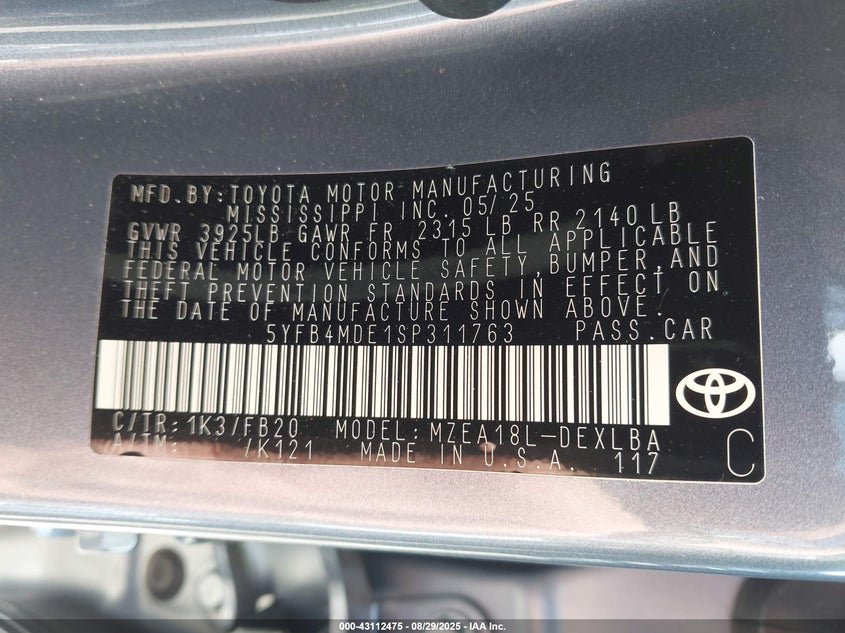 MFD. BY: TOYOTA MOTOR MANUFACTURING
MISSISSIPPI INC. 05/25
GVWR 3925LB GAWR FR 2315 LB RR 2140 LB
THIS VEHICLE CONFORMS TO ALL APPLICABLE
FEDERAL MOTOR VEHICLE SAFETY, BUMPER, AND
THEFT PREVENTION STANDARDS IN EFFECT ON
THE DATE OF MANUFACTURE SHOWN ABOVE.
5YFB4MDE1SP311763 PASS. CAR
C/TR: 1K3/FB20 MODEL: MZEA18L-DEXLBA
A/TM: /K121 MADE IN U.S.A. 117
C
000-43112475 - 08/29/2025 - IAA Inc.